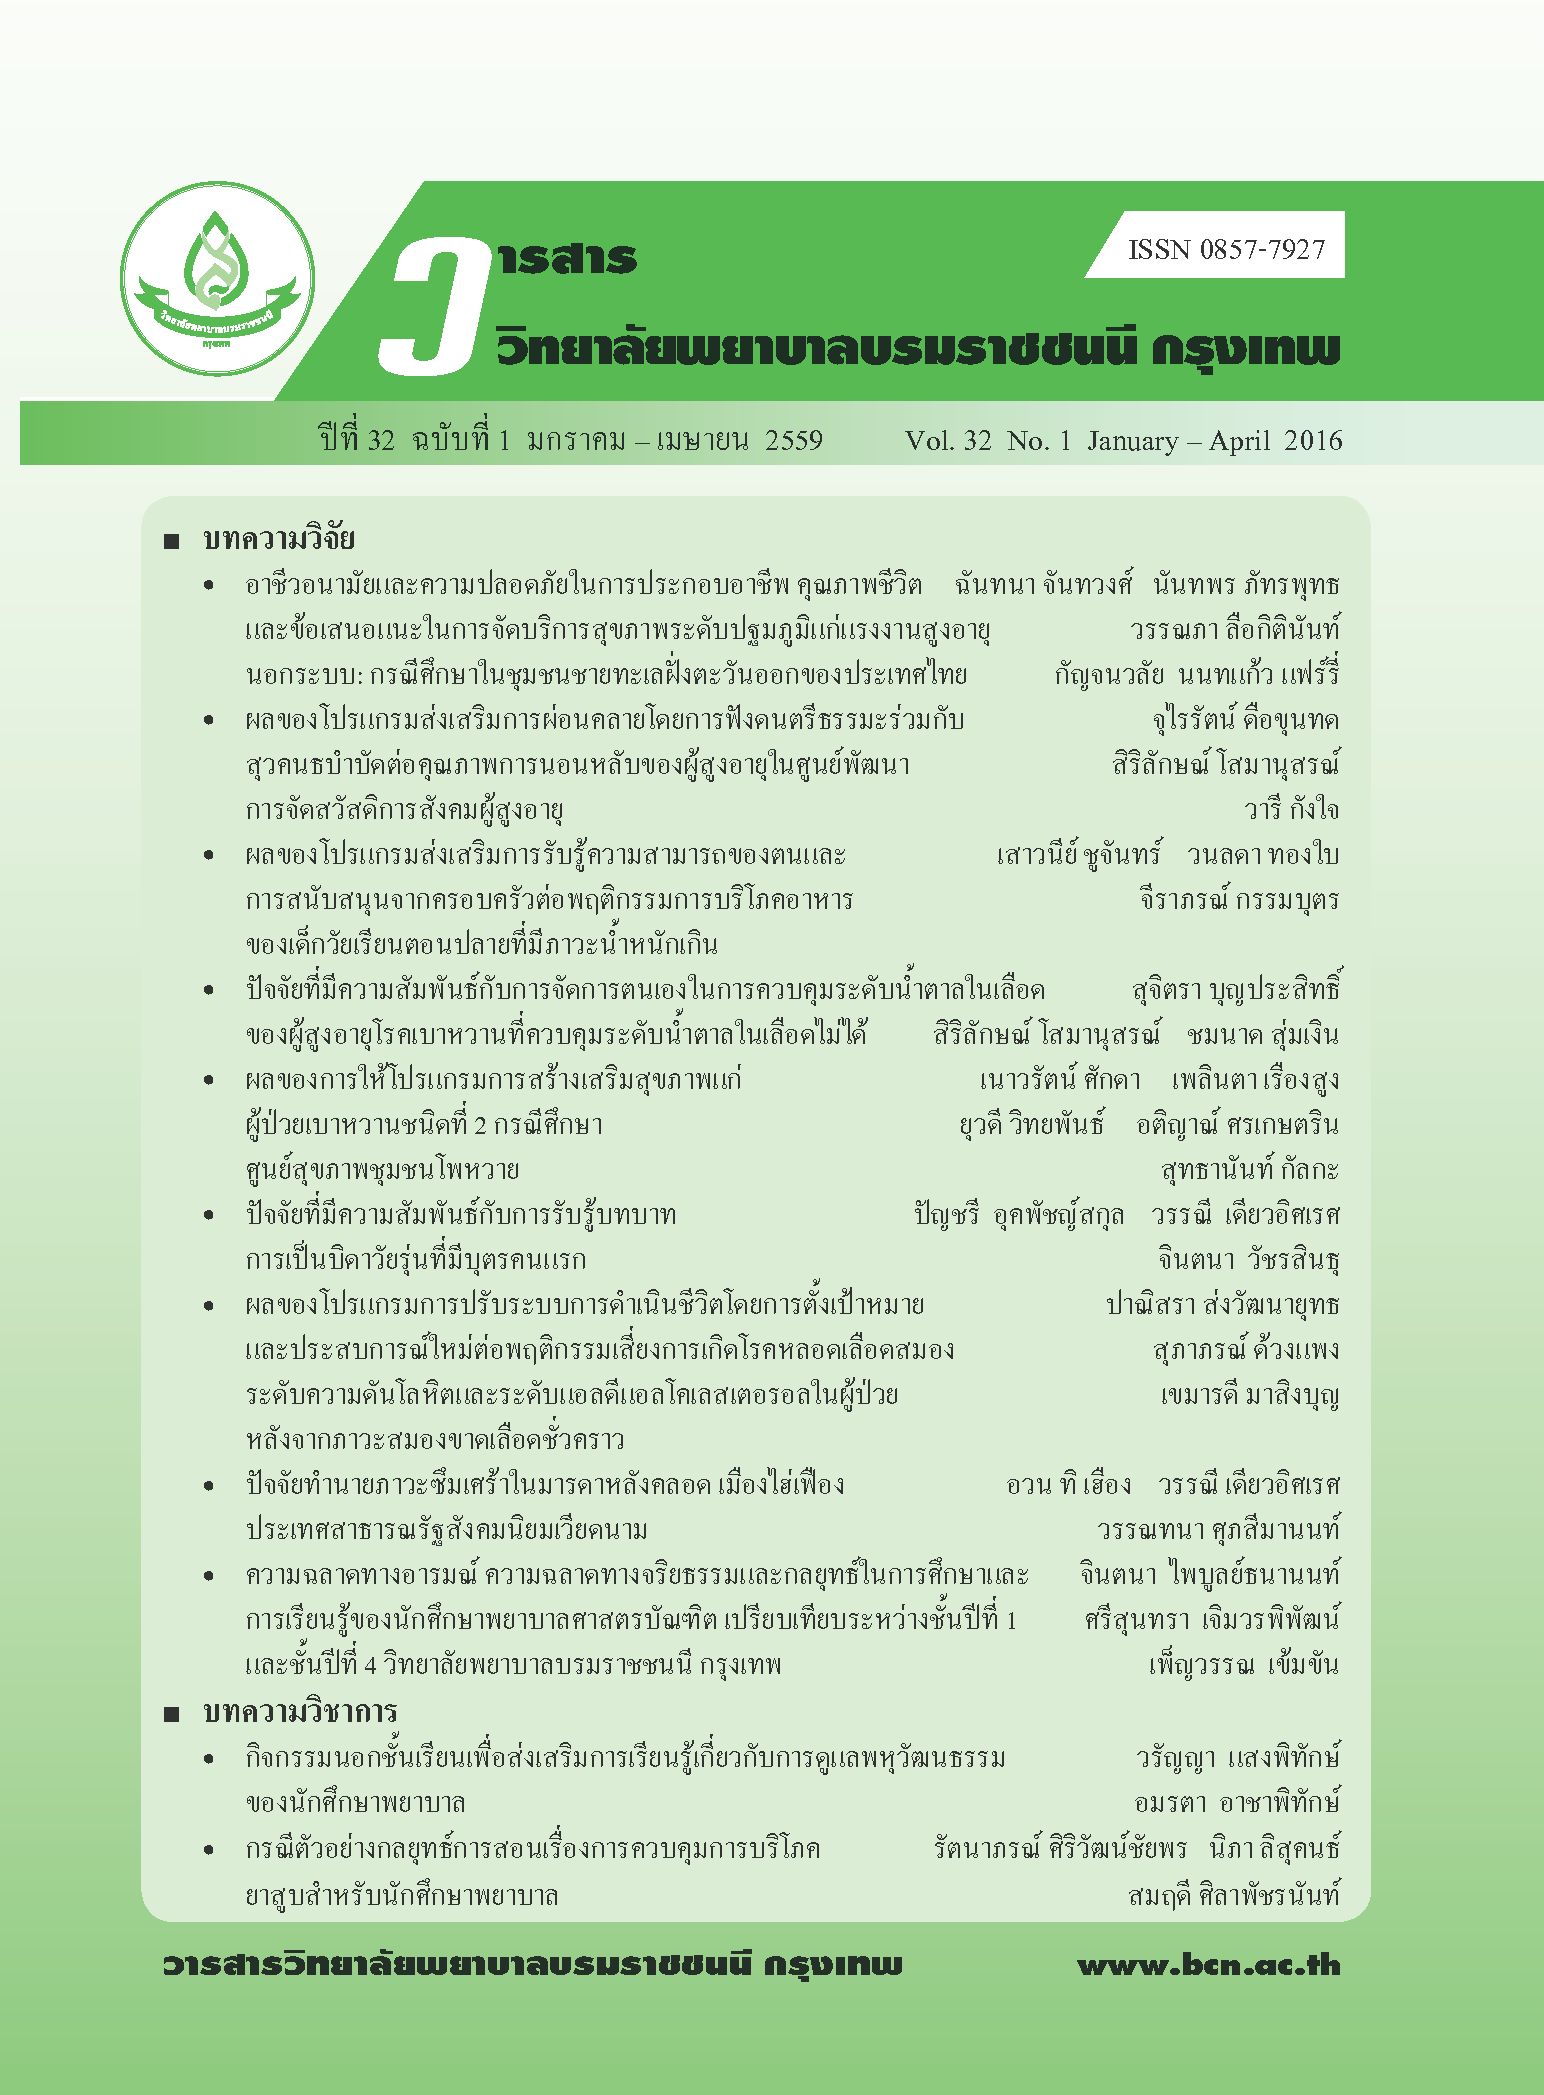 วิทยาลัยพยาบาลบรมราชชนนี
กรุงเทพ
วารสาร
ISSN 0857-7927
วิทยาลัยพยาบาลบรมราชชนนี กรุงเทพ
ปีที่ 32 ฉบับที่ 1 มกราคม – เมษายน 2559 Vol. 32 No. 1 January – April 2016
■ บทความวิจัย
• อาชีวอนามัยและความปลอดภัยในการประกอบอาชีพ คุณภาพชีวิต ฉันทนา จันทวงศ์ นันทพร ภัทรพุทธ
และข้อเสนอแนะในการจัดบริการสุขภาพระดับปฐมภูมิแก่แรงงานสูงอายุ วรรณภา ลือกิตินันท์
นอกระบบ: กรณีศึกษาในชุมชนชายทะเลฝั่งตะวันออกของประเทศไทย กัญจนวลัย นนทแก้ว แฟร์รี่
• ผลของโปรแกรมส่งเสริมการผ่อนคลายโดยการฟังดนตรีธรรมะร่วมกับ จุไรรัตน์ ดือขุนทด
สุวคนธบำบัดต่อคุณภาพการนอนหลับของผู้สูงอายุในศูนย์พัฒนา สิริลักษณ์ โสมานุสรณ์
การจัดสวัสดิการสังคมผู้สูงอายุ วารี กังใจ
• ผลของโปรแกรมส่งเสริมการรับรู้ความสามารถของตนและ เสาวนีย์ ชูจันทร์ วนลดา ทองใบ
การสนับสนุนจากครอบครัวต่อพฤติกรรมการบริโภคอาหาร จีราภรณ์ กรรมบุตร
ของเด็กวัยเรียนตอนปลายที่มีภาวะน้ำหนักเกิน
• ปัจจัยที่มีความสัมพันธ์กับการจัดการตนเองในการควบคุมระดับน้ำตาลในเลือด สุจิตรา บุญประสิทธิ์
ของผู้สูงอายุโรคเบาหวานที่ควบคุมระดับน้ำตาลในเลือดไม่ได้ สิริลักษณ์ โสมานุสรณ์ ชมนาด สุ่มเงิน
• ผลของการให้โปรแกรมการสร้างเสริมสุขภาพแก่ เนาวรัตน์ ศักดา เพลินตา เรืองสูง
ผู้ป่วยเบาหวานชนิดที่ 2 กรณีศึกษา ยุวดี วิทยพันธ์ อติญาณ์ ศรเกษตริน
ศูนย์สุขภาพชุมชนโพหวาย สุทธานันท์ กัลกะ
• ปัจจัยที่มีความสัมพันธ์กับการรับรู้บทบาท ปัญชรี อุคพัชญ์สกุล วรรณี เดียวอิศเรศ
การเป็นบิดาวัยรุ่นที่มีบุตรคนแรก จินตนา วัชรสินธุ
• ผลของโปรแกรมการปรับระบบการดำเนินชีวิตโดยการตั้งเป้าหมาย ปาณิสรา ส่งวัฒนายุทธ
และประสบการณ์ใหม่ต่อพฤติกรรมเสี่ยงการเกิดโรคหลอดเลือดสมอง สุภาภรณ์ ด้วงแพง
ระดับความดันโลหิตและระดับแอลดีแอลโคเลสเตอรอลในผู้ป่วย เขมารดี มาสิงบุญ
หลังจากภาวะสมองขาดเลือดชั่วคราว
• ปัจจัยทำนายภาวะซึมเศร้าในมารดาหลังคลอด เมืองไฮ่เฟือง อวน ทิ เฮือง วรรณี เดียวอิศเรศ
ประเทศสาธารณรัฐสังคมนิยมเวียดนาม วรรณทนา ศุภสีมานนท์
• ความฉลาดทางอารมณ์ ความฉลาดทางจริยธรรมและกลยุทธ์ในการศึกษาและ จินตนา ไพบูลย์ธนานนท์
การเรียนรู้ของนักศึกษาพยาบาลศาสตรบัณฑิต เปรียบเทียบระหว่างชั้นปีที่ 1 ศรีสุนทรา เจิมวรพิพัฒน์
และชั้นปีที่ 4 วิทยาลัยพยาบาลบรมราชชนนี กรุงเทพ เพ็ญวรรณ เข้มขัน
■ บทความวิชาการ
• กิจกรรมนอกชั้นเรียนเพื่อส่งเสริมการเรียนรู้เกี่ยวกับการดูแลพหุวัฒนธรรม วรัญญา แสงพิทักษ์
ของนักศึกษาพยาบาล อมรตา อาชาพิทักษ์
• กรณีตัวอย่างกลยุทธ์การสอนเรื่องการควบคุมการบริโภค รัตนาภรณ์ ศิริวัฒน์ชัยพร นิภา ลิสุคนธ์
ยาสูบสำหรับนักศึกษาพยาบาล สมฤดี ศิลาพัชรนันท์
วารสารวิทยาลัยพยาบาลบรมราชชนนี กรุงเทพ www.bcn.ac.th